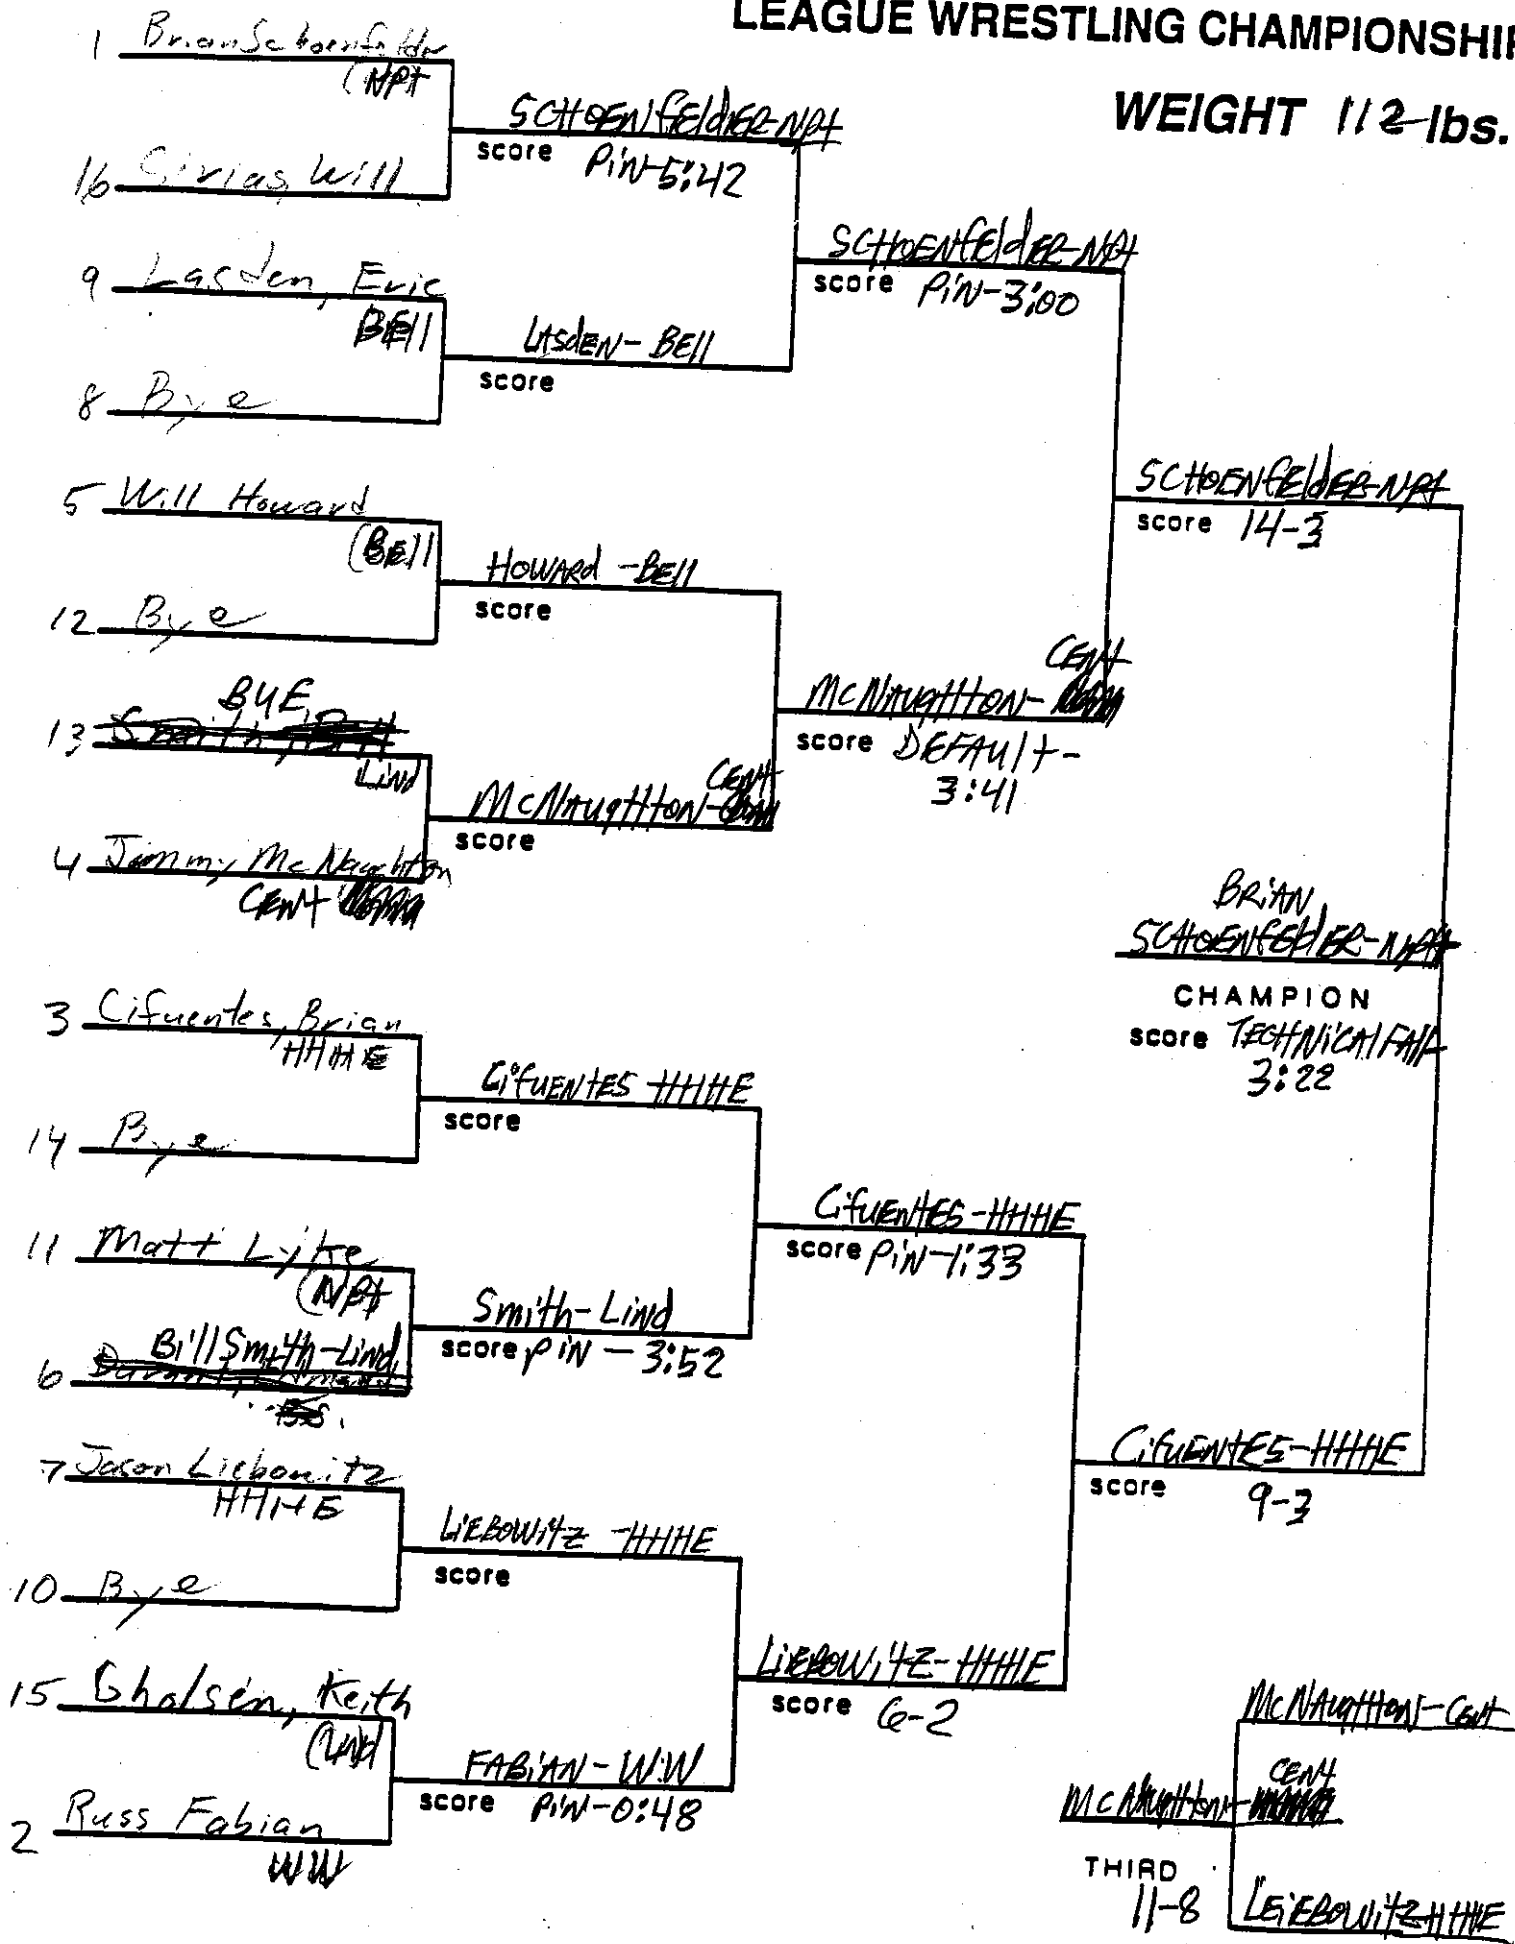 LEAGUE WRESTLING CHAMPIONSHIP
WEIGHT 112 lbs.
1 Brian Schoenfelder
(NPt
SCHOENfElDER-NPt
score PiN-5:42
16 Will
SCHOENfElDER-NPt
score PiN-3:00
9 Lasden, Eric
BEll
LASdEN-BEll
score
8 Bye
SCHOENfElDER-NPt
score 14-3
5 Will Howard
(BEll
HOWARd-BEll
score
12 Bye
CENt
McNAugHtON-
score DEFAUlt-
3:41
BYE
13 Smith, Bill
Lind
CENt
McNAugHtON-
score
4 Jimmy McNaughton
CENt
BRiAN
SCHOENfElDER-NPt
CHAMPION
score TECHNiCAl FAll
3:22
3 Cifuentes, Brian
HHHE
CifUENtES-HHHE
score
14 Bye
CifUENtES-HHHE
score PiN-1:33
11 Matt Lyke
(NPt
Smith-Lind
score PiN-3:52
Bill Smith-Lind
6
CifUENtES-HHHE
score 9-3
7 Jason Liebowitz
HHHE
LiEBOWitZ-HHHE
score
10 Bye
LiEBOWitZ-HHHE
score 6-2
15 Gholsen, Keith
(Lind
FABiAN-W.W
score PiN-0:48
2 Russ Fabian
WW
McNAugHtON-CENt
CENt
McNAugHtON-
THIRD
11-8
LEiEBOWitZ-HHHE